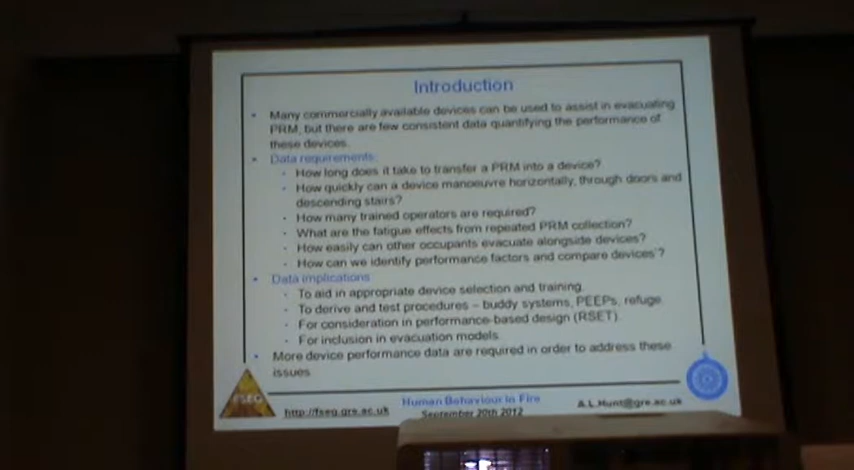 Introduction
Many commercially available devices can be used to assist in evacuating
PRM, but there are few consistent data quantifying the performance of
these devices.
Data requirements:
How long does it take to transfer a PRM into a device?
How quickly can a device manoeuvre horizontally, through doors and
descending stairs?
How many trained operators are required?
What are the fatigue effects from repeated PRM collection?
How easily can other occupants evacuate alongside devices?
How can we identify performance factors and compare devices'?
Data implications
To aid in appropriate device selection and training.
To derive and test procedures – buddy systems, PEEPs, refuge
For consideration in performance-based design (RSET)
For inclusion in evacuation models
More device performance data are required in order to address these
issues
FSEG
http://fseg.gre.ac.uk
Human Behaviour in Fire
September 20th 2012
A.L.Hunt@gre.ac.uk